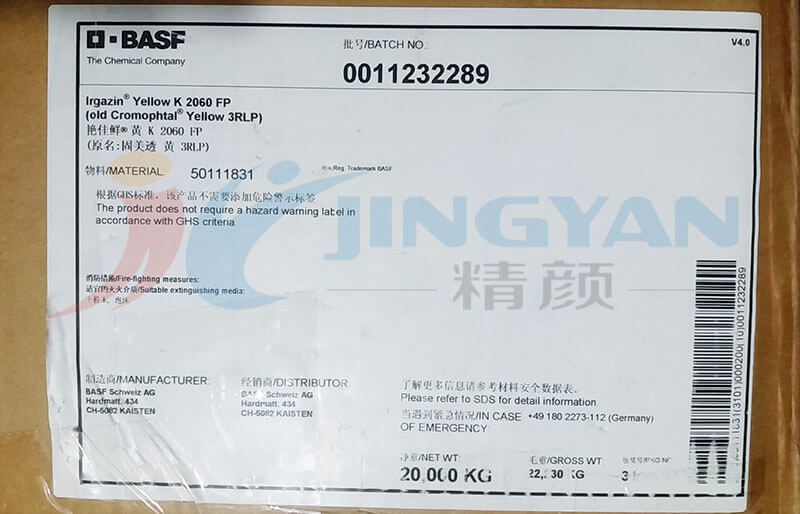 BASF
The Chemical Company
批号/BATCH NO.:
0011232289
V4.0
Irgazin® Yellow K 2060 FP
(old Cromophtal® Yellow 3RLP)
艳佳鲜® 黄 K 2060 FP
(原名:固美透 黄 3RLP)
物料/MATERIAL 50111831
Reg. Trademark BASF
根据GHS标准，该产品不需要添加危险警示标签
The product does not require a hazard warning label in
accordance with GHS criteria
JINGYAN
精颜
消防措施/Fire-fighting measures:
适宜的灭火介质/Suitable extinguishing media:
干粉末、泡沫
制造商/MANUFACTURER:
BASF Schweiz AG
Hardmatt. 434
CH-5082 KAISTEN
经销商/DISTRIBUTOR
BASF Schweiz AG
Hardmatt. 434
CH-5082 KAISTEN
了解更多信息请参考材料安全数据表。
Please refer to SDS for detail information.
当遇到紧急情况/IN CASE +49 180 2273-112 (Germany)
OF EMERGENCY
净重/NET WT:
20,000 KG
毛重/GROSS WT:
KG